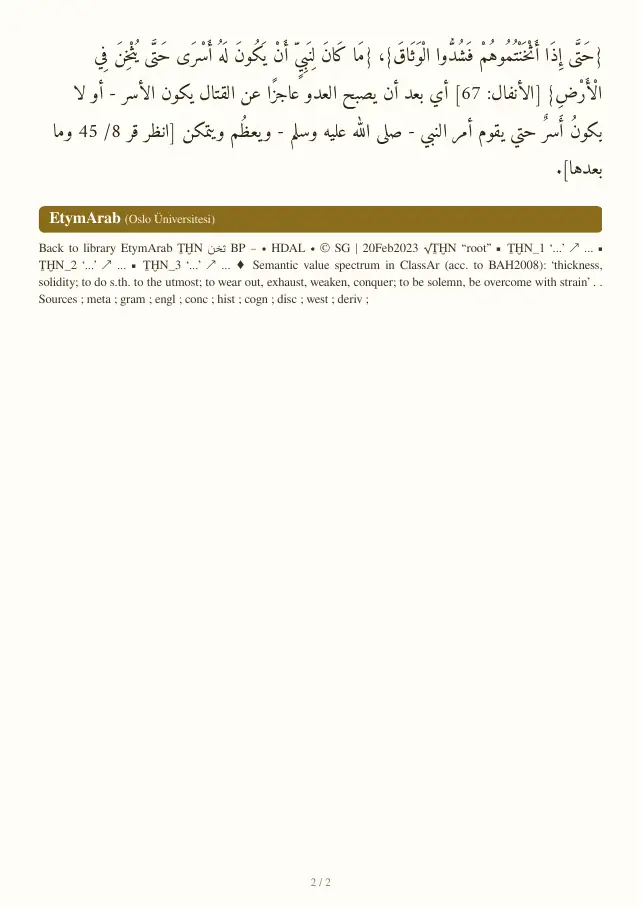 {حَتَّى إِذَا أَثْخَنْتُمُوهُمْ فَشُدُّوا الْوَثَاقَ}، {مَا كَانَ لِنَبِيٍّ أَنْ يَكُونَ لَهُ أَسْرَى حَتَّى يُثْخِنَ فِي
الْأَرْضِ} [الأنفال: 67] أي بعد أن يصبح العدو عاجزًا عن القتال يكون الأسر - أو لا
يكونُ أَسرٌ حتي يقوم أمر النبي - صلى الله عليه وسلم - ويعظُم ويتمكن [انظر قر 8/ 45 وما
بعدها].
EtymArab (Oslo Üniversitesi)
Back to library EtymArab ṮḪN ثخن BP – • HDAL • © SG | 20Feb2023 √ṮḪN “root” ▪ ṮḪN_1 ‘...’ ↗ ... ▪
ṮḪN_2 ‘...’ ↗ ... ▪ ṮḪN_3 ‘...’ ↗ ... ♦ Semantic value spectrum in ClassAr (acc. to BAH2008): ‘thickness,
solidity; to do s.th. to the utmost; to wear out, exhaust, weaken, conquer; to be solemn, be overcome with strain’ . .
Sources ; meta ; gram ; engl ; conc ; hist ; cogn ; disc ; west ; deriv ;
2 / 2